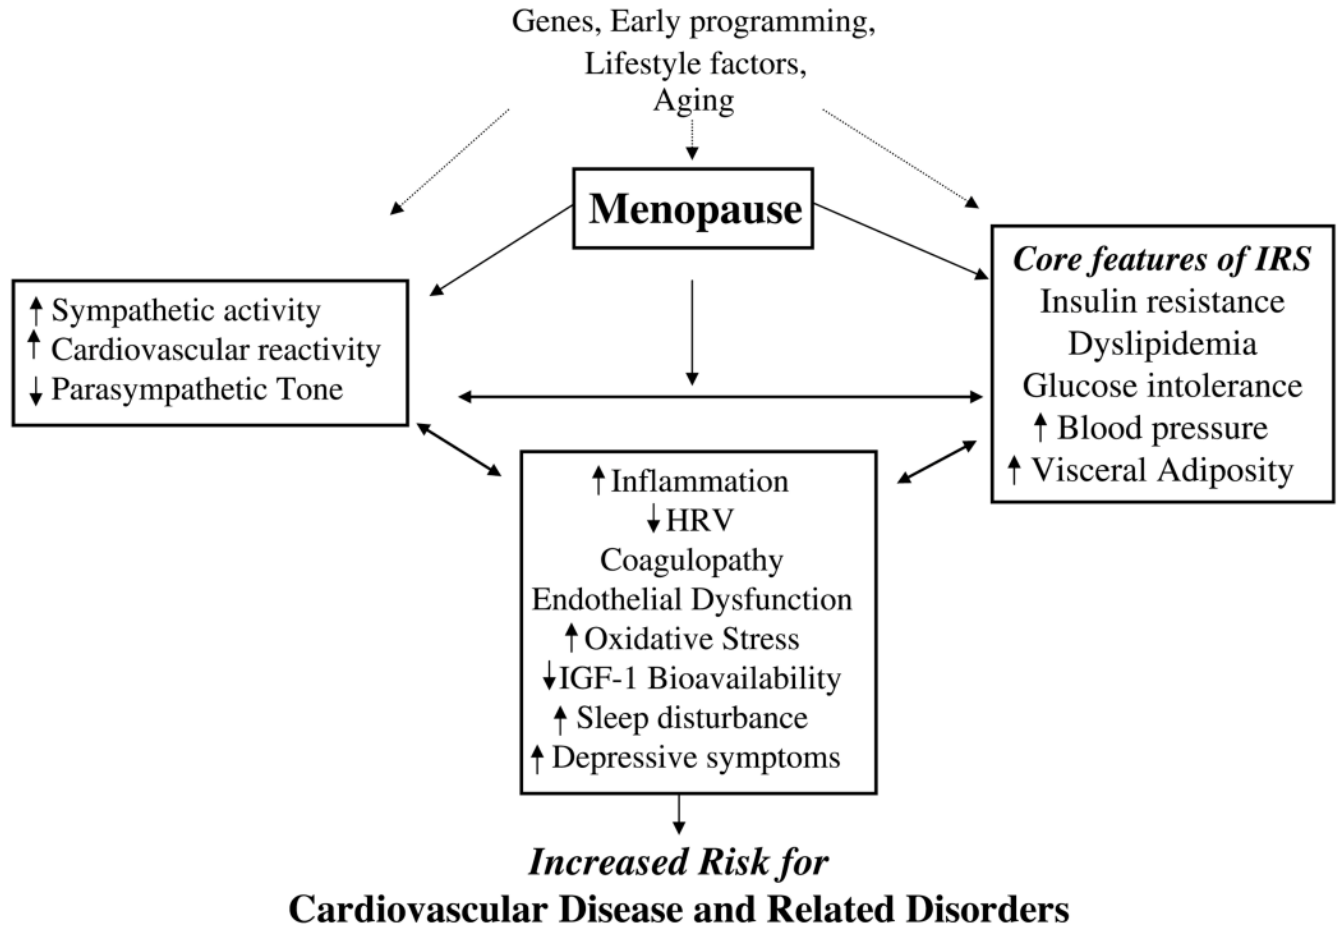 Genes, Early programming,
Lifestyle factors,
Aging
Menopause
↑ Sympathetic activity
↑ Cardiovascular reactivity
↓ Parasympathetic Tone
Core features of IRS
Insulin resistance
Dyslipidemia
Glucose intolerance
↑ Blood pressure
↑ Visceral Adiposity
↑ Inflammation
↓ HRV
Coagulopathy
Endothelial Dysfunction
↑ Oxidative Stress
↓ IGF-1 Bioavailability
↑ Sleep disturbance
↑ Depressive symptoms
Increased Risk for
Cardiovascular Disease and Related Disorders